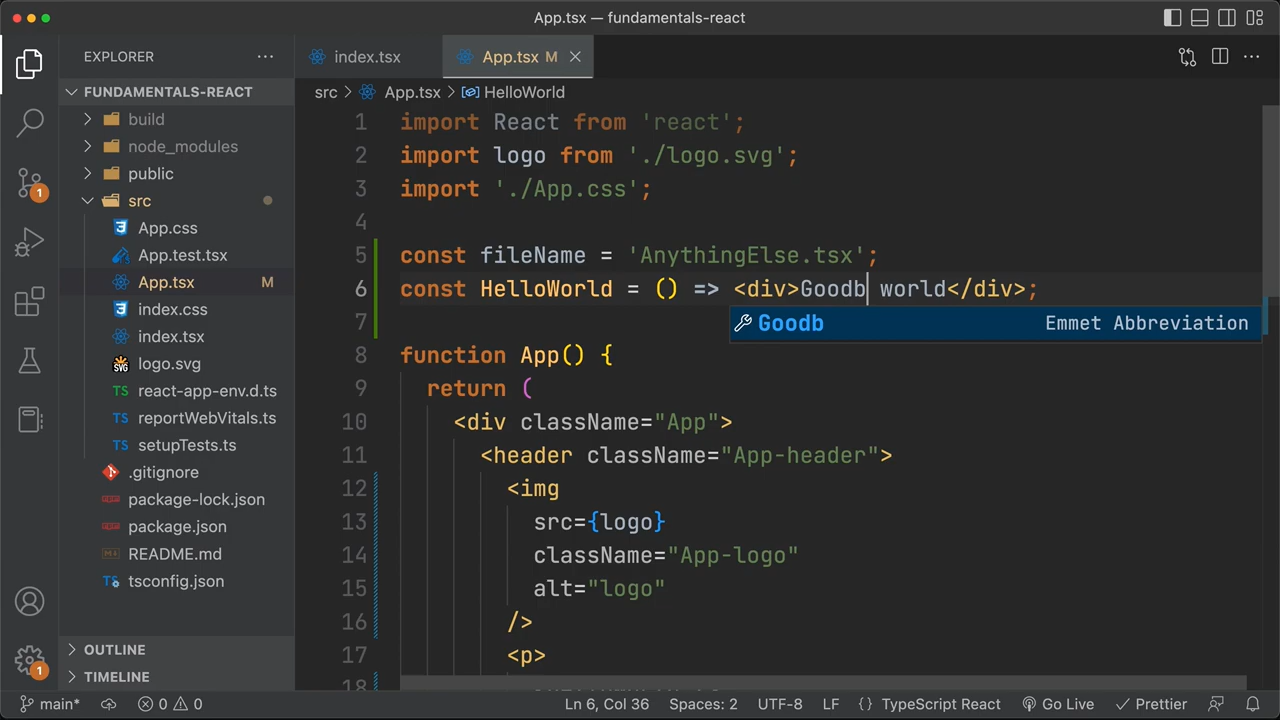 App.tsx — fundamentals-react
EXPLORER
index.tsx
App.tsx M
FUNDAMENTALS-REACT
src > App.tsx > HelloWorld
build
node_modules
public
src
App.css
App.test.tsx
App.tsx M
index.css
index.tsx
logo.svg
TS react-app-env.d.ts
TS reportWebVitals.ts
TS setupTests.ts
.gitignore
package-lock.json
package.json
README.md
tsconfig.json
OUTLINE
TIMELINE
1 import React from 'react';
2 import logo from './logo.svg';
3 import './App.css';
4
5 const fileName = 'AnythingElse.tsx';
6 const HelloWorld = () => <div>Goodb world</div>;
Goodb Emmet Abbreviation
7
8 function App() {
9 return (
10 <div className="App">
11 <header className="App-header">
12 <img
13 src={logo}
14 className="App-logo"
15 alt="logo"
16 />
17 <p>
18
1
1
main* 0 0 Ln 6, Col 36 Spaces: 2 UTF-8 LF {} TypeScript React Go Live Prettier